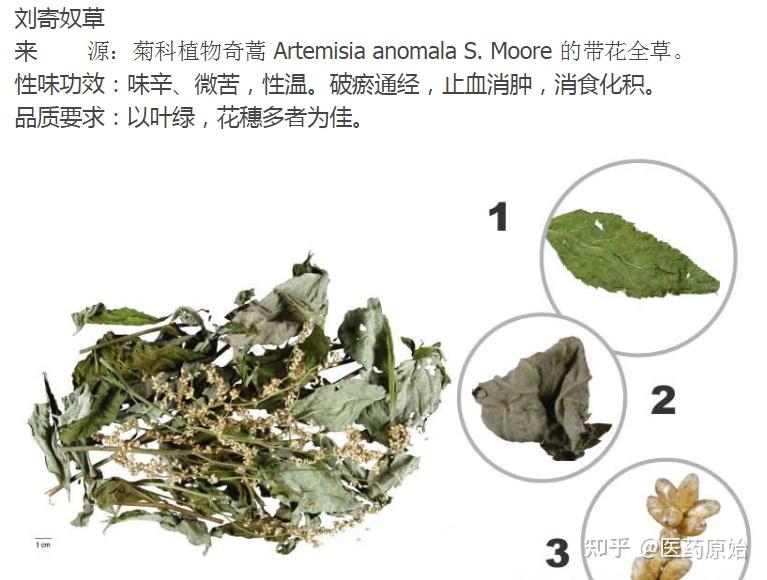 刘寄奴草
来 源：菊科植物奇蒿 Artemisia anomala S. Moore 的带花全草。
性味功效：味辛、微苦，性温。破瘀通经，止血消肿，消食化积。
品质要求：以叶绿，花穗多者为佳。
1
2
1 cm
3
知乎 @医药原始